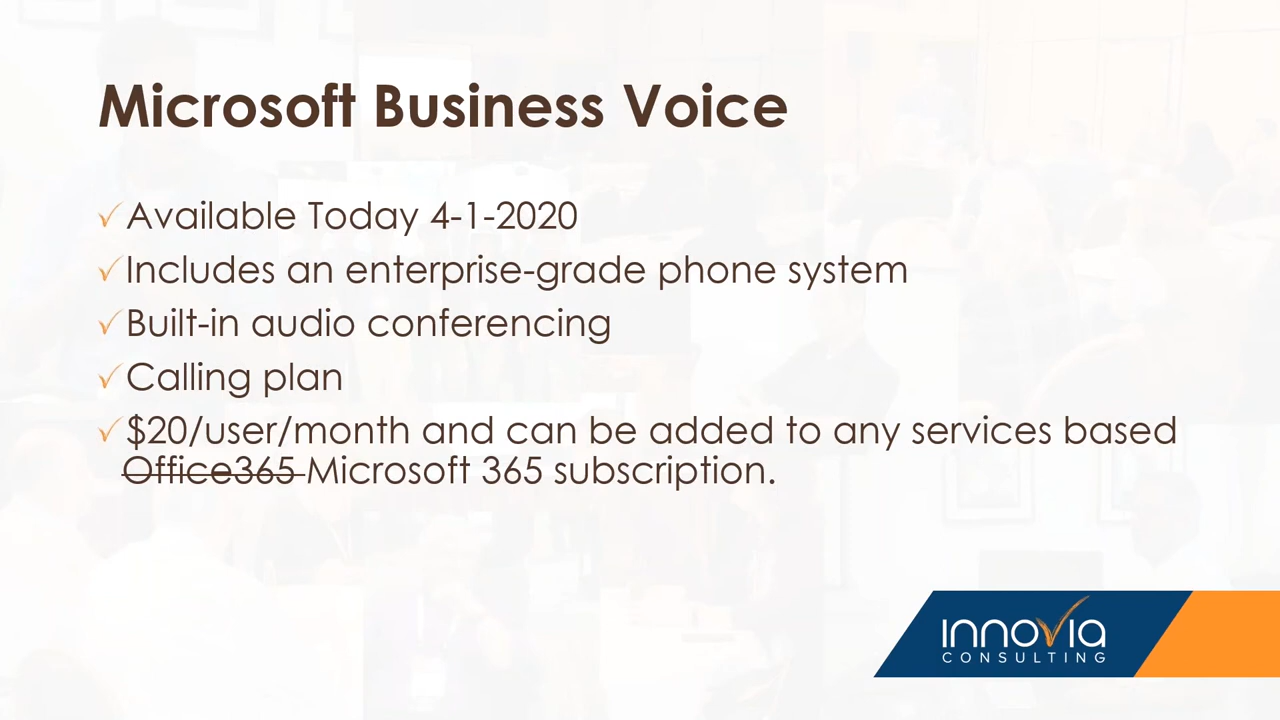 Microsoft Business Voice
✓Available Today 4-1-2020
✓Includes an enterprise-grade phone system
✓Built-in audio conferencing
✓Calling plan
✓$20/user/month and can be added to any services based
Office365 Microsoft 365 subscription.
innovia
CONSULTING